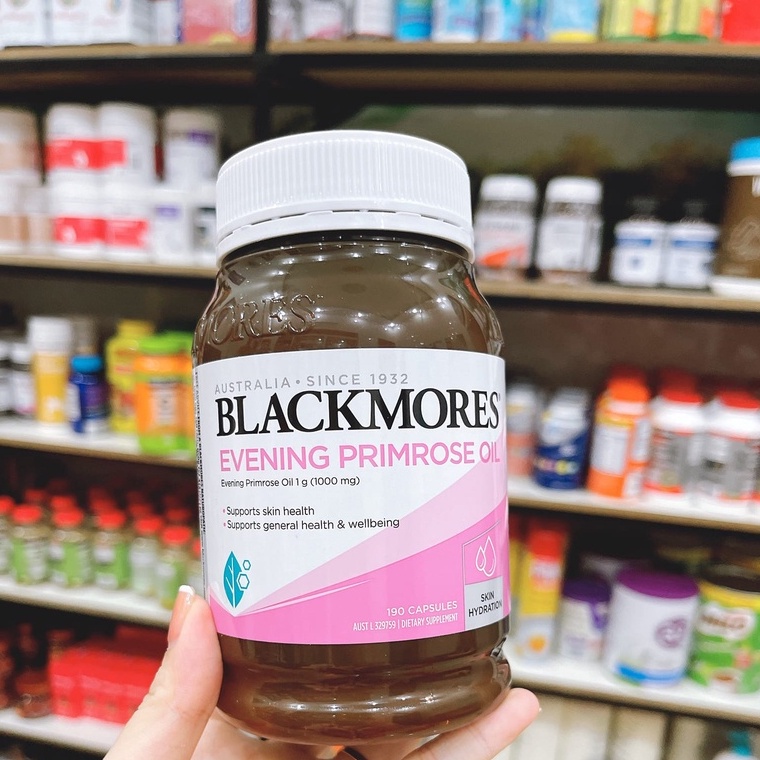 ORES
AUSTRALIA • SINCE 1932
BLACKMORES®
EVENING PRIMROSE OIL
Evening Primrose Oil 1 g (1000 mg)
• Supports skin health
• Supports general health & wellbeing
SKIN
HYDRATION
190 CAPSULES
AUST L 329759 | DIETARY SUPPLEMENT